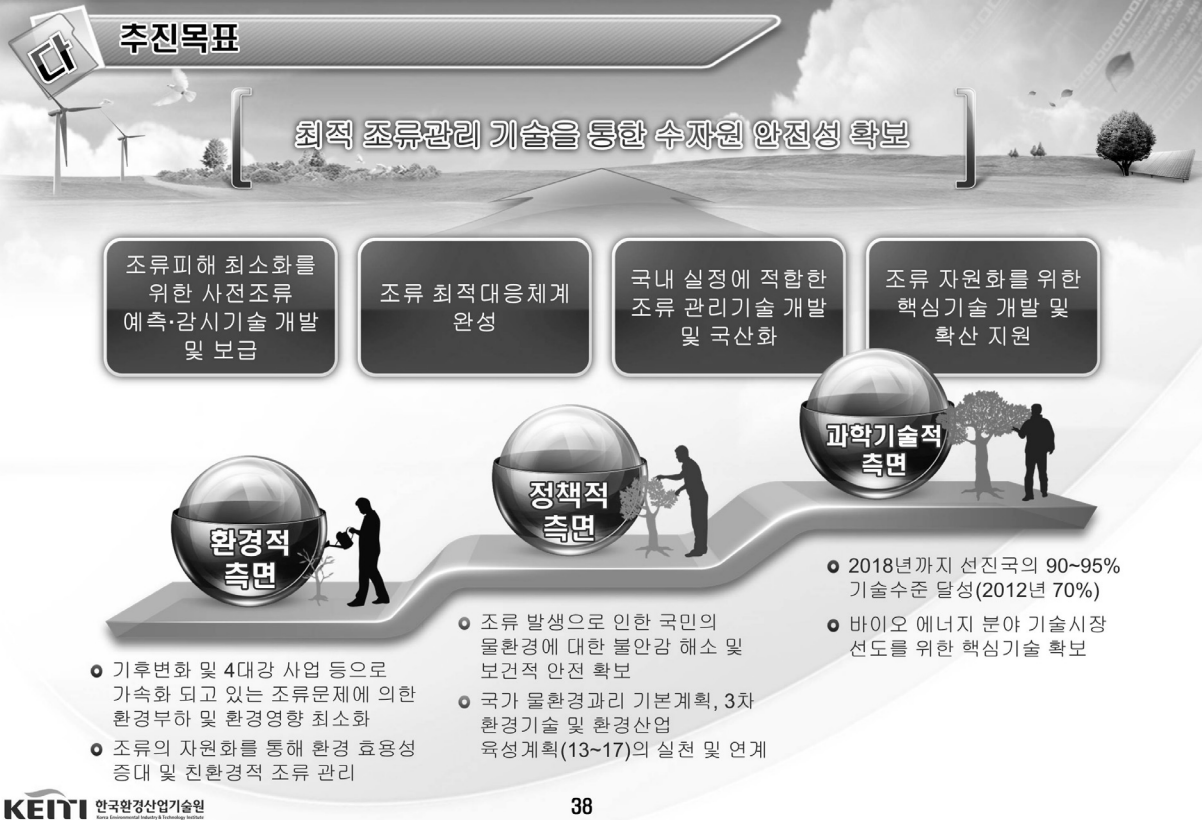 다
추진목표
최적 조류관리 기술을 통한 수자원 안전성 확보
조류피해 최소화를
위한 사전조류
예측·감시기술 개발
및 보급
조류 최적대응체계
완성
국내 실정에 적합한
조류 관리기술 개발
및 국산화
조류 자원화를 위한
핵심기술 개발 및
확산 지원
환경적
측면
기후변화 및 4대강 사업 등으로
가속화 되고 있는 조류문제에 의한
환경부하 및 환경영향 최소화
조류의 자원화를 통해 환경 효용성
증대 및 친환경적 조류 관리
정책적
측면
조류 발생으로 인한 국민의
물환경에 대한 불안감 해소 및
보건적 안전 확보
국가 물환경과리 기본계획, 3차
환경기술 및 환경산업
육성계획(13~17)의 실천 및 연계
과학기술적
측면
2018년까지 선진국의 90~95%
기술수준 달성(2012년 70%)
바이오 에너지 분야 기술시장
선도를 위한 핵심기술 확보
KEITI 한국환경산업기술원
Korea Environmental Industry & Technology Institute
38